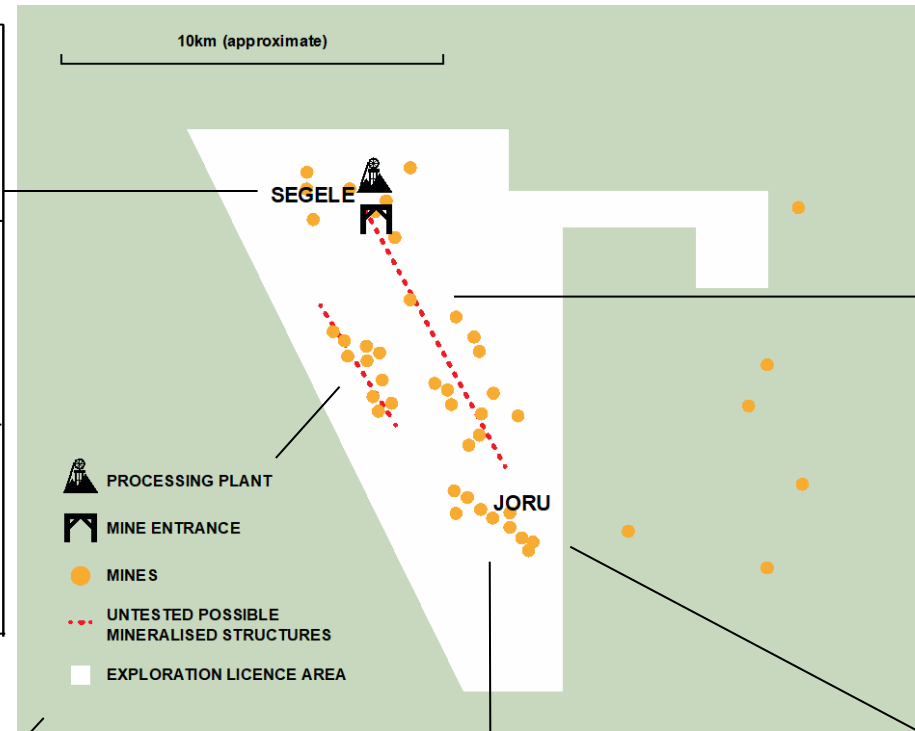 10km (approximate)
SEGELE
JORU
PROCESSING PLANT
MINE ENTRANCE
MINES
UNTESTED POSSIBLE
MINERALISED STRUCTURES
EXPLORATION LICENCE AREA